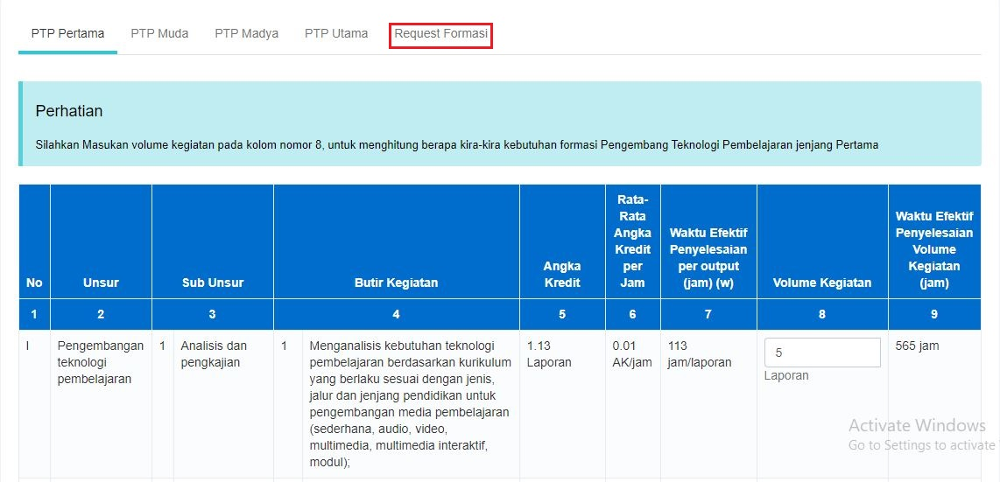 PTP Pertama PTP Muda PTP Madya PTP Utama Request Formasi
Perhatian
Silahkan Masukan volume kegiatan pada kolom nomor 8, untuk menghitung berapa kira-kira kebutuhan formasi Pengembang Teknologi Pembelajaran jenjang Pertama
No
Unsur
Sub Unsur
Butir Kegiatan
Angka
Kredit
Rata-
Rata
Angka
Kredit
per
Jam
Waktu Efektif
Penyelesaian
per output
(jam) (w)
Volume Kegiatan
Waktu Efektif
Penyelesaian
Volume
Kegiatan
(jam)
1 2 3 4 5 6 7 8 9
I
Pengembangan
teknologi
pembelajaran
1
Analisis dan
pengkajian
1
Menganalisis kebutuhan teknologi
pembelajaran berdasarkan kurikulum
yang berlaku sesuai dengan jenis,
jalur dan jenjang pendidikan untuk
pengembangan media pembelajaran
(sederhana, audio, video,
multimedia, multimedia interaktif,
modul);
1.13
Laporan
0.01
AK/jam
113
jam/laporan
5
Laporan
565 jam
Activate Windows
Go to Settings to activate